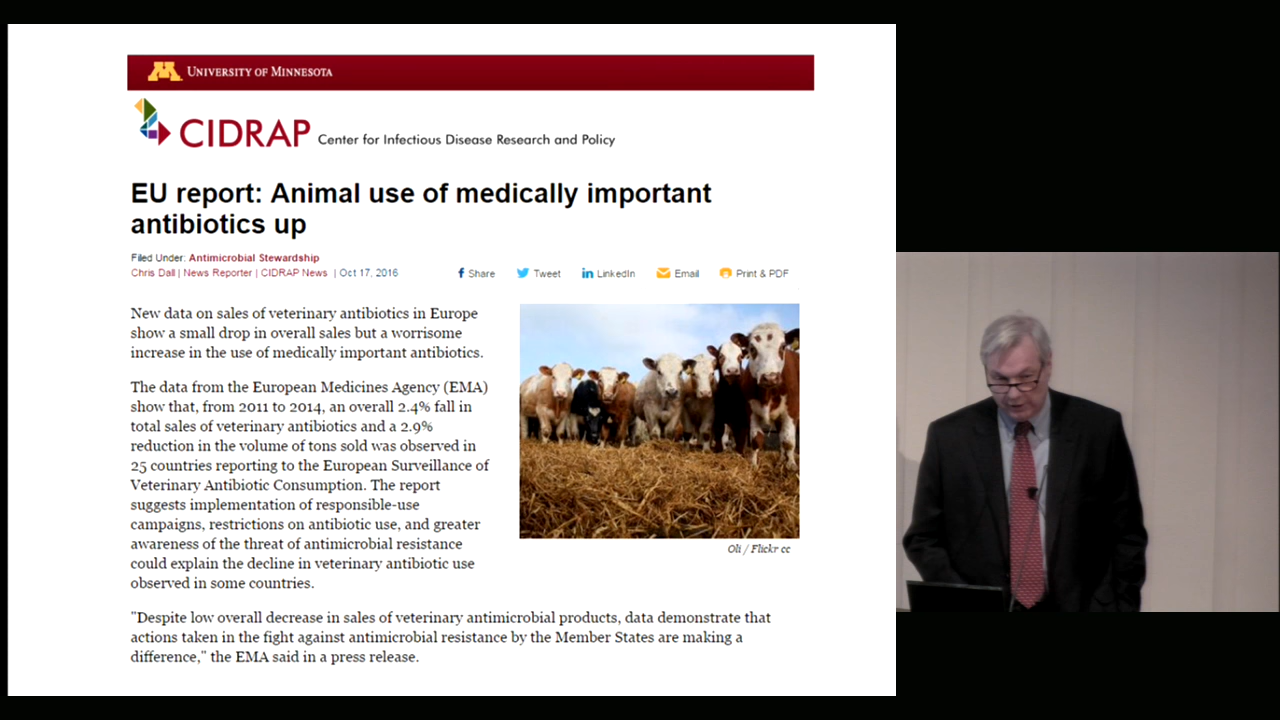 UNIVERSITY OF MINNESOTA
CIDRAP Center for Infectious Disease Research and Policy
EU report: Animal use of medically important
antibiotics up
Filed Under: Antimicrobial Stewardship
Chris Dall | News Reporter | CIDRAP News | Oct 17, 2016
Share Tweet LinkedIn Email Print & PDF
New data on sales of veterinary antibiotics in Europe
show a small drop in overall sales but a worrisome
increase in the use of medically important antibiotics.
The data from the European Medicines Agency (EMA)
show that, from 2011 to 2014, an overall 2.4% fall in
total sales of veterinary antibiotics and a 2.9%
reduction in the volume of tons sold was observed in
25 countries reporting to the European Surveillance of
Veterinary Antibiotic Consumption. The report
suggests implementation of responsible-use
campaigns, restrictions on antibiotic use, and greater
awareness of the threat of antimicrobial resistance
could explain the decline in veterinary antibiotic use
observed in some countries.
Oli / Flickr cc
"Despite low overall decrease in sales of veterinary antimicrobial products, data demonstrate that
actions taken in the fight against antimicrobial resistance by the Member States are making a
difference," the EMA said in a press release.